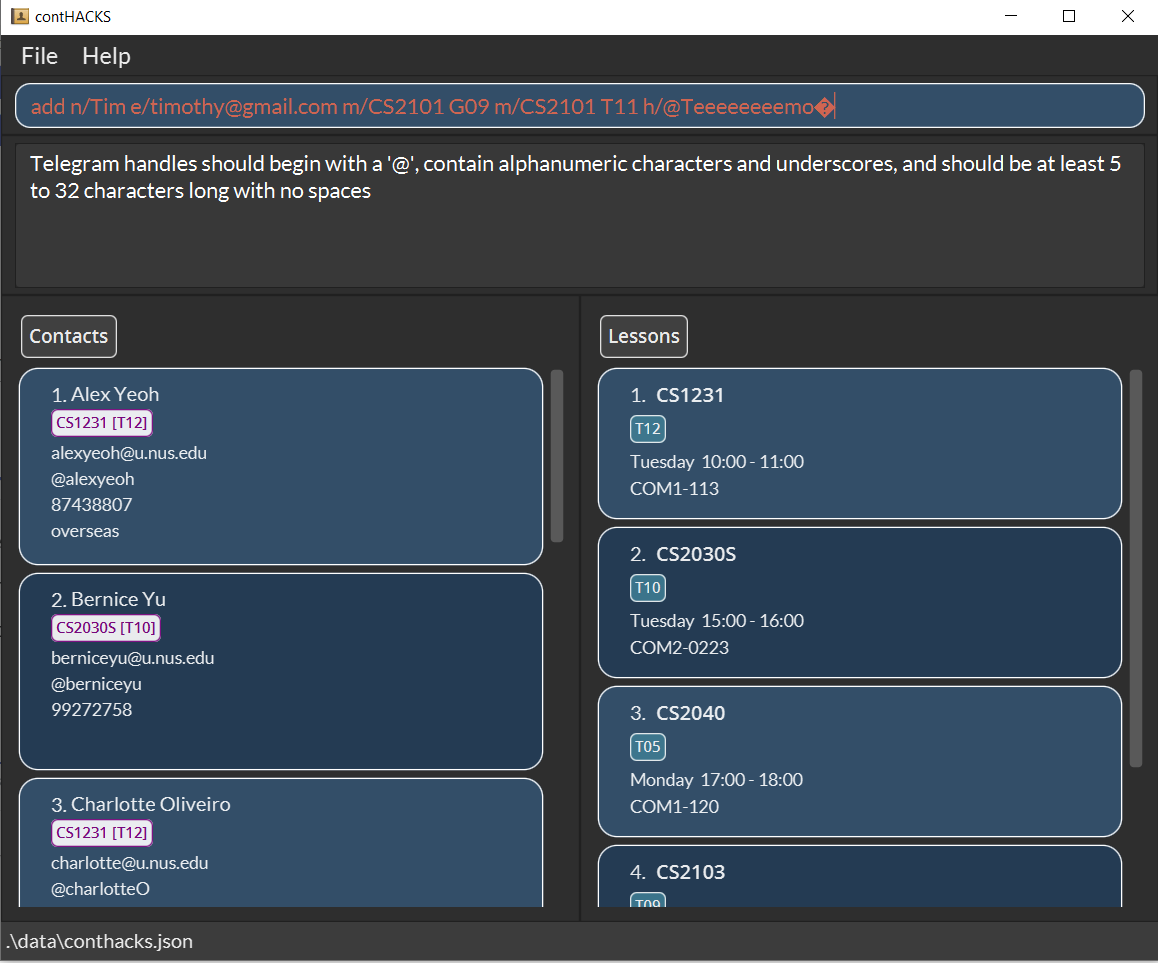 contHACKS
File Help
add n/Tim e/timothy@gmail.com m/CS2101 G09 m/CS2101 T11 h/@Teeeeeeeemo�
Telegram handles should begin with a '@', contain alphanumeric characters and underscores, and should be at least 5
to 32 characters long with no spaces
Contacts
1. Alex Yeoh
CS1231 [T12]
alexyeoh@u.nus.edu
@alexyeoh
87438807
overseas
2. Bernice Yu
CS2030S [T10]
berniceyu@u.nus.edu
@berniceyu
99272758
3. Charlotte Oliveiro
CS1231 [T12]
charlotte@u.nus.edu
@charlotteO
Lessons
1. CS1231
T12
Tuesday 10:00 - 11:00
COM1-113
2. CS2030S
T10
Tuesday 15:00 - 16:00
COM2-0223
3. CS2040
T05
Monday 17:00 - 18:00
COM1-120
4. CS2103
T09
.\data\conthacks.json